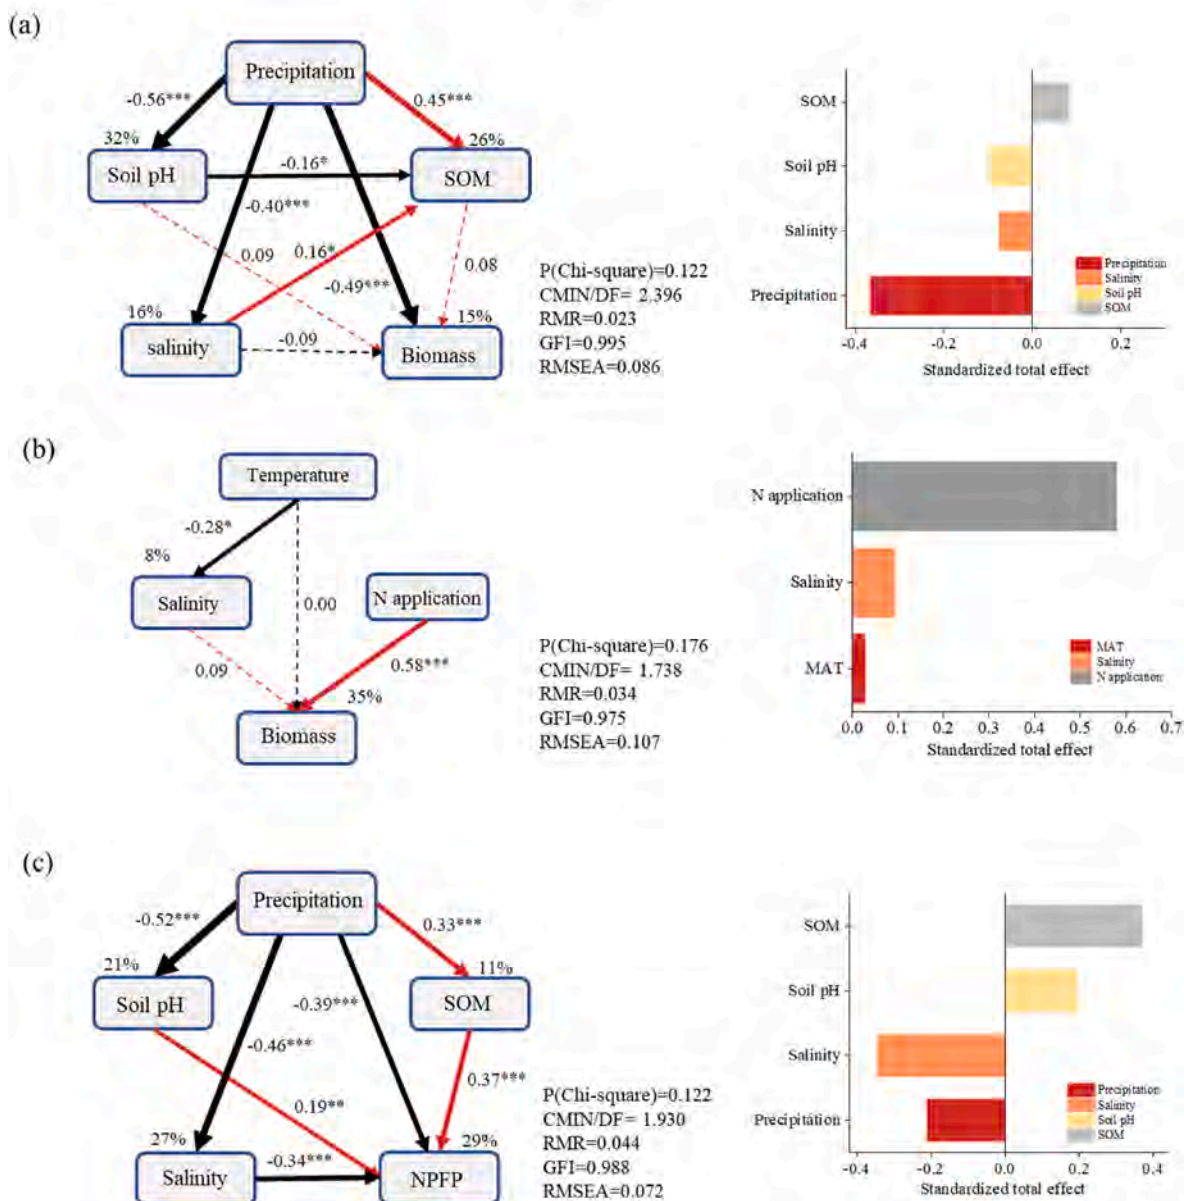 (a)
Precipitation
-0.56***
0.45***
32%
26%
Soil pH
-0.16*
SOM
-0.40***
0.09
0.16*
0.08
-0.49***
16%
15%
salinity
-0.09
Biomass
P(Chi-square)=0.122
CMIN/DF= 2.396
RMR=0.023
GFI=0.995
RMSEA=0.086
SOM
Soil pH
Salinity
Precipitation
Precipitation
Salinity
Soil pH
SOM
-0.4 -0.2 0.0 0.2
Standardized total effect
(b)
Temperature
-0.28*
8%
Salinity
0.00
N application
0.09
0.58***
35%
Biomass
P(Chi-square)=0.176
CMIN/DF= 1.738
RMR=0.034
GFI=0.975
RMSEA=0.107
N application
Salinity
MAT
MAT
Salinity
N application
0.0 0.1 0.2 0.3 0.4 0.5 0.6 0.7
Standardized total effect
(c)
Precipitation
-0.52***
0.33***
21%
11%
Soil pH
-0.39***
SOM
-0.46***
0.37***
0.19**
27%
29%
Salinity
-0.34***
NPFP
P(Chi-square)=0.122
CMIN/DF= 1.930
RMR=0.044
GFI=0.988
RMSEA=0.072
SOM
Soil pH
Salinity
Precipitation
Precipitation
Salinity
Soil pH
SOM
-0.4 -0.2 0.0 0.2 0.4
Standardized total effect